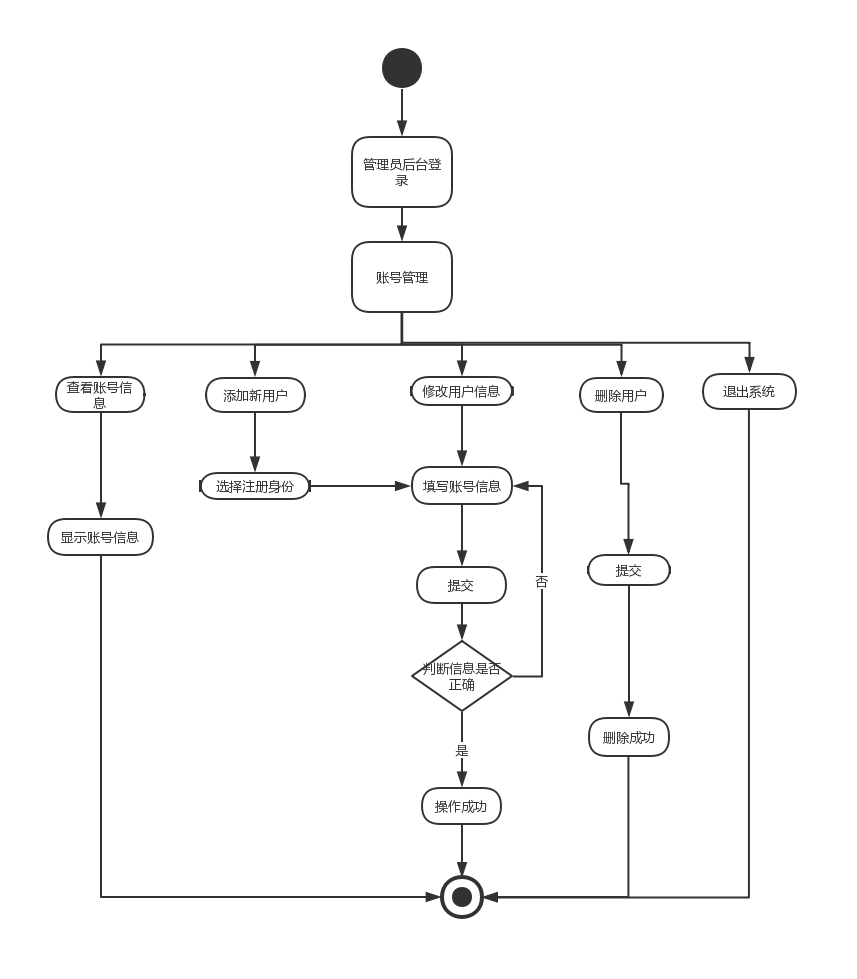 管理员后台登
录
账号管理
查看账号信
息
添加新用户
修改用户信息
删除用户
退出系统
选择注册身份
填写账号信息
显示账号信息
提交
否
提交
判断信息是否
正确
删除成功
是
操作成功